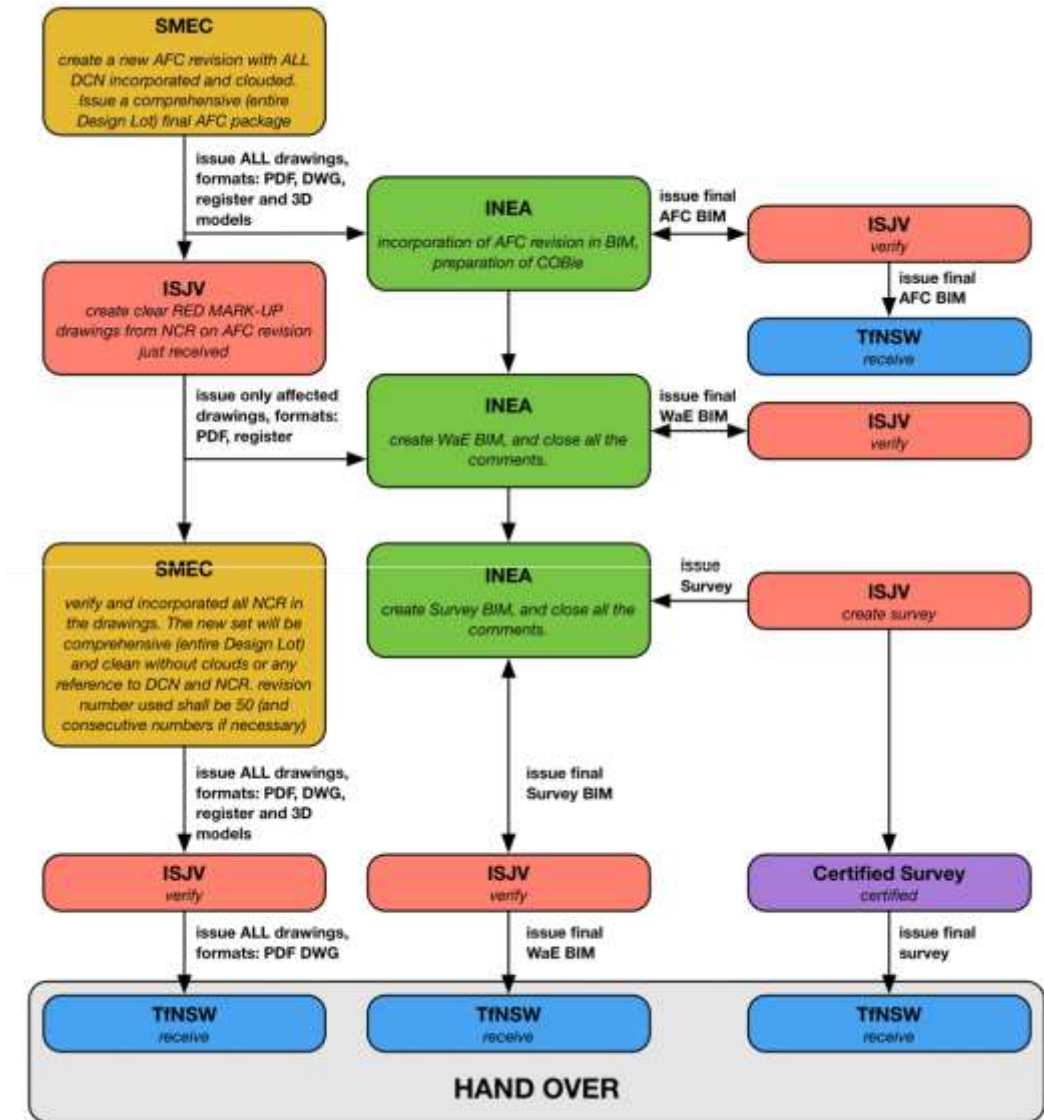 SMEC
create a new AFC revision with ALL
DCN incorporated and clouded.
Issue a comprehensive (entire
Design Lot) final AFC package
issue ALL drawings,
formats: PDF, DWG,
register and 3D
models
INEA
incorporation of AFC revision in BIM,
preparation of COBie
issue final
AFC BIM
ISJV
verify
issue final
AFC BIM
TfNSW
receive
ISJV
create clear RED MARK-UP
drawings from NCR on AFC revision
just received
issue only affected
drawings, formats:
PDF, register
INEA
create WaE BIM, and close all the
comments.
issue final
WaE BIM
ISJV
verify
SMEC
verify and incorporated all NCR in
the drawings. The new set will be
comprehensive (entire Design Lot)
and clean without clouds or any
reference to DCN and NCR. revision
number used shall be 50 (and
consecutive numbers if necessary)
INEA
create Survey BIM, and close all the
comments.
issue
Survey
ISJV
create survey
issue ALL drawings,
formats: PDF, DWG,
register and 3D
models
issue final
Survey BIM
ISJV
verify
ISJV
verify
Certified Survey
certified
issue ALL drawings,
formats: PDF DWG
issue final
WaE BIM
issue final
survey
TfNSW
receive
TfNSW
receive
TfNSW
receive
HAND OVER